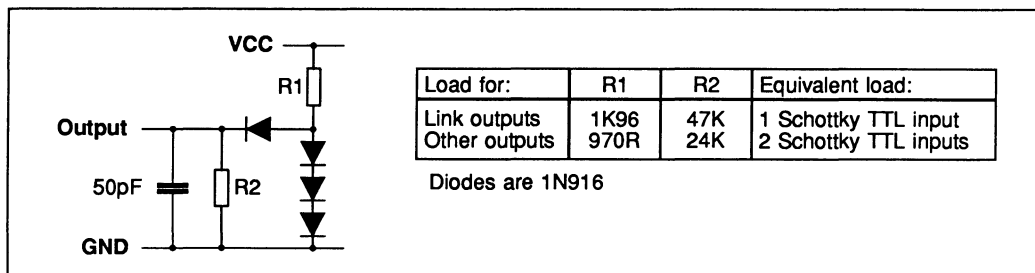 VCC
R1
Output
50pF
R2
GND
Load for: R1 R2 Equivalent load:
Link outputs 1K96 47K 1 Schottky TTL input
Other outputs 970R 24K 2 Schottky TTL inputs
Diodes are 1N916